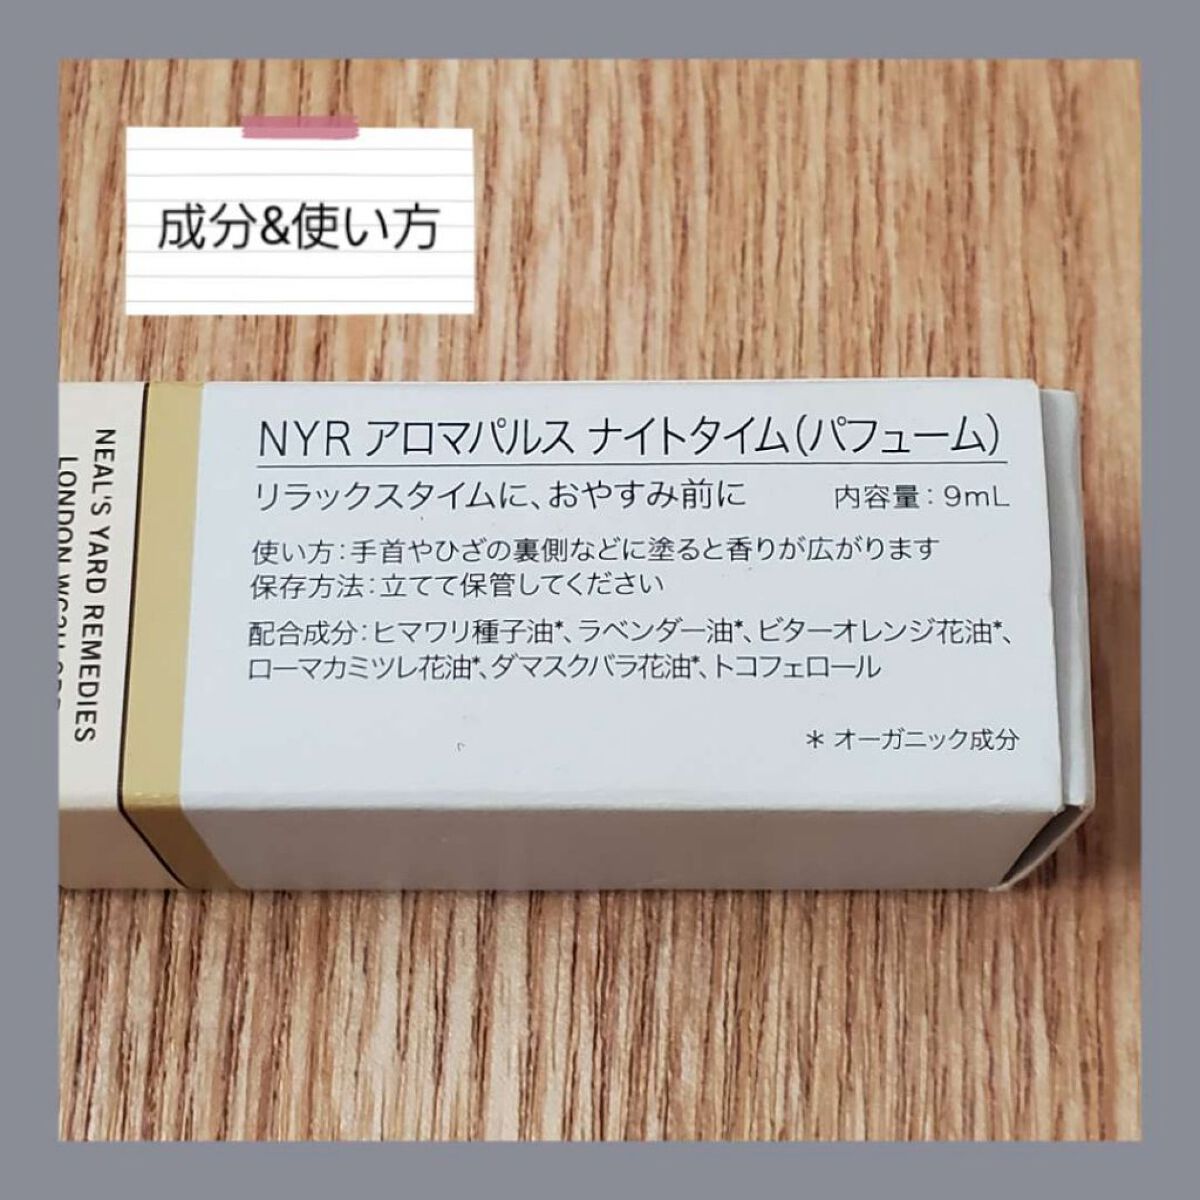 成分&使い方
NEAL'S YARD REMEDIES
LONDON
NYR アロマパルス ナイトタイム(パフューム)
リラックスタイムに、おやすみ前に 内容量:9mL
使い方:手首やひざの裏側などに塗ると香りが広がります
保存方法:立てて保管してください
配合成分:ヒマワリ種子油*、ラベンダー油*、ビターオレンジ花油*、
ローマカミツレ花油*、ダマスクバラ花油*、トコフェロール
* オーガニック成分